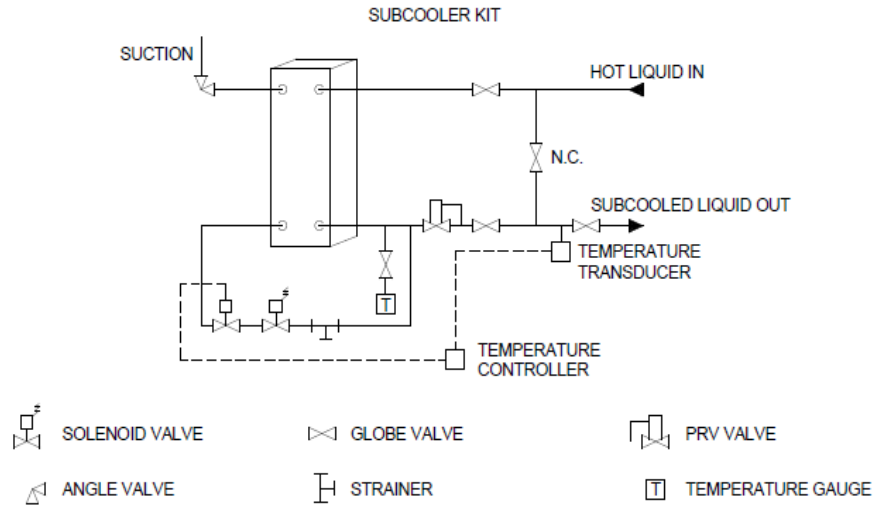 SUBCOOLER KIT
SUCTION
HOT LIQUID IN
N.C.
SUBCOOLED LIQUID OUT
TEMPERATURE
TRANSDUCER
T
TEMPERATURE
CONTROLLER
SOLENOID VALVE
GLOBE VALVE
PRV VALVE
ANGLE VALVE
STRAINER
T
TEMPERATURE GAUGE